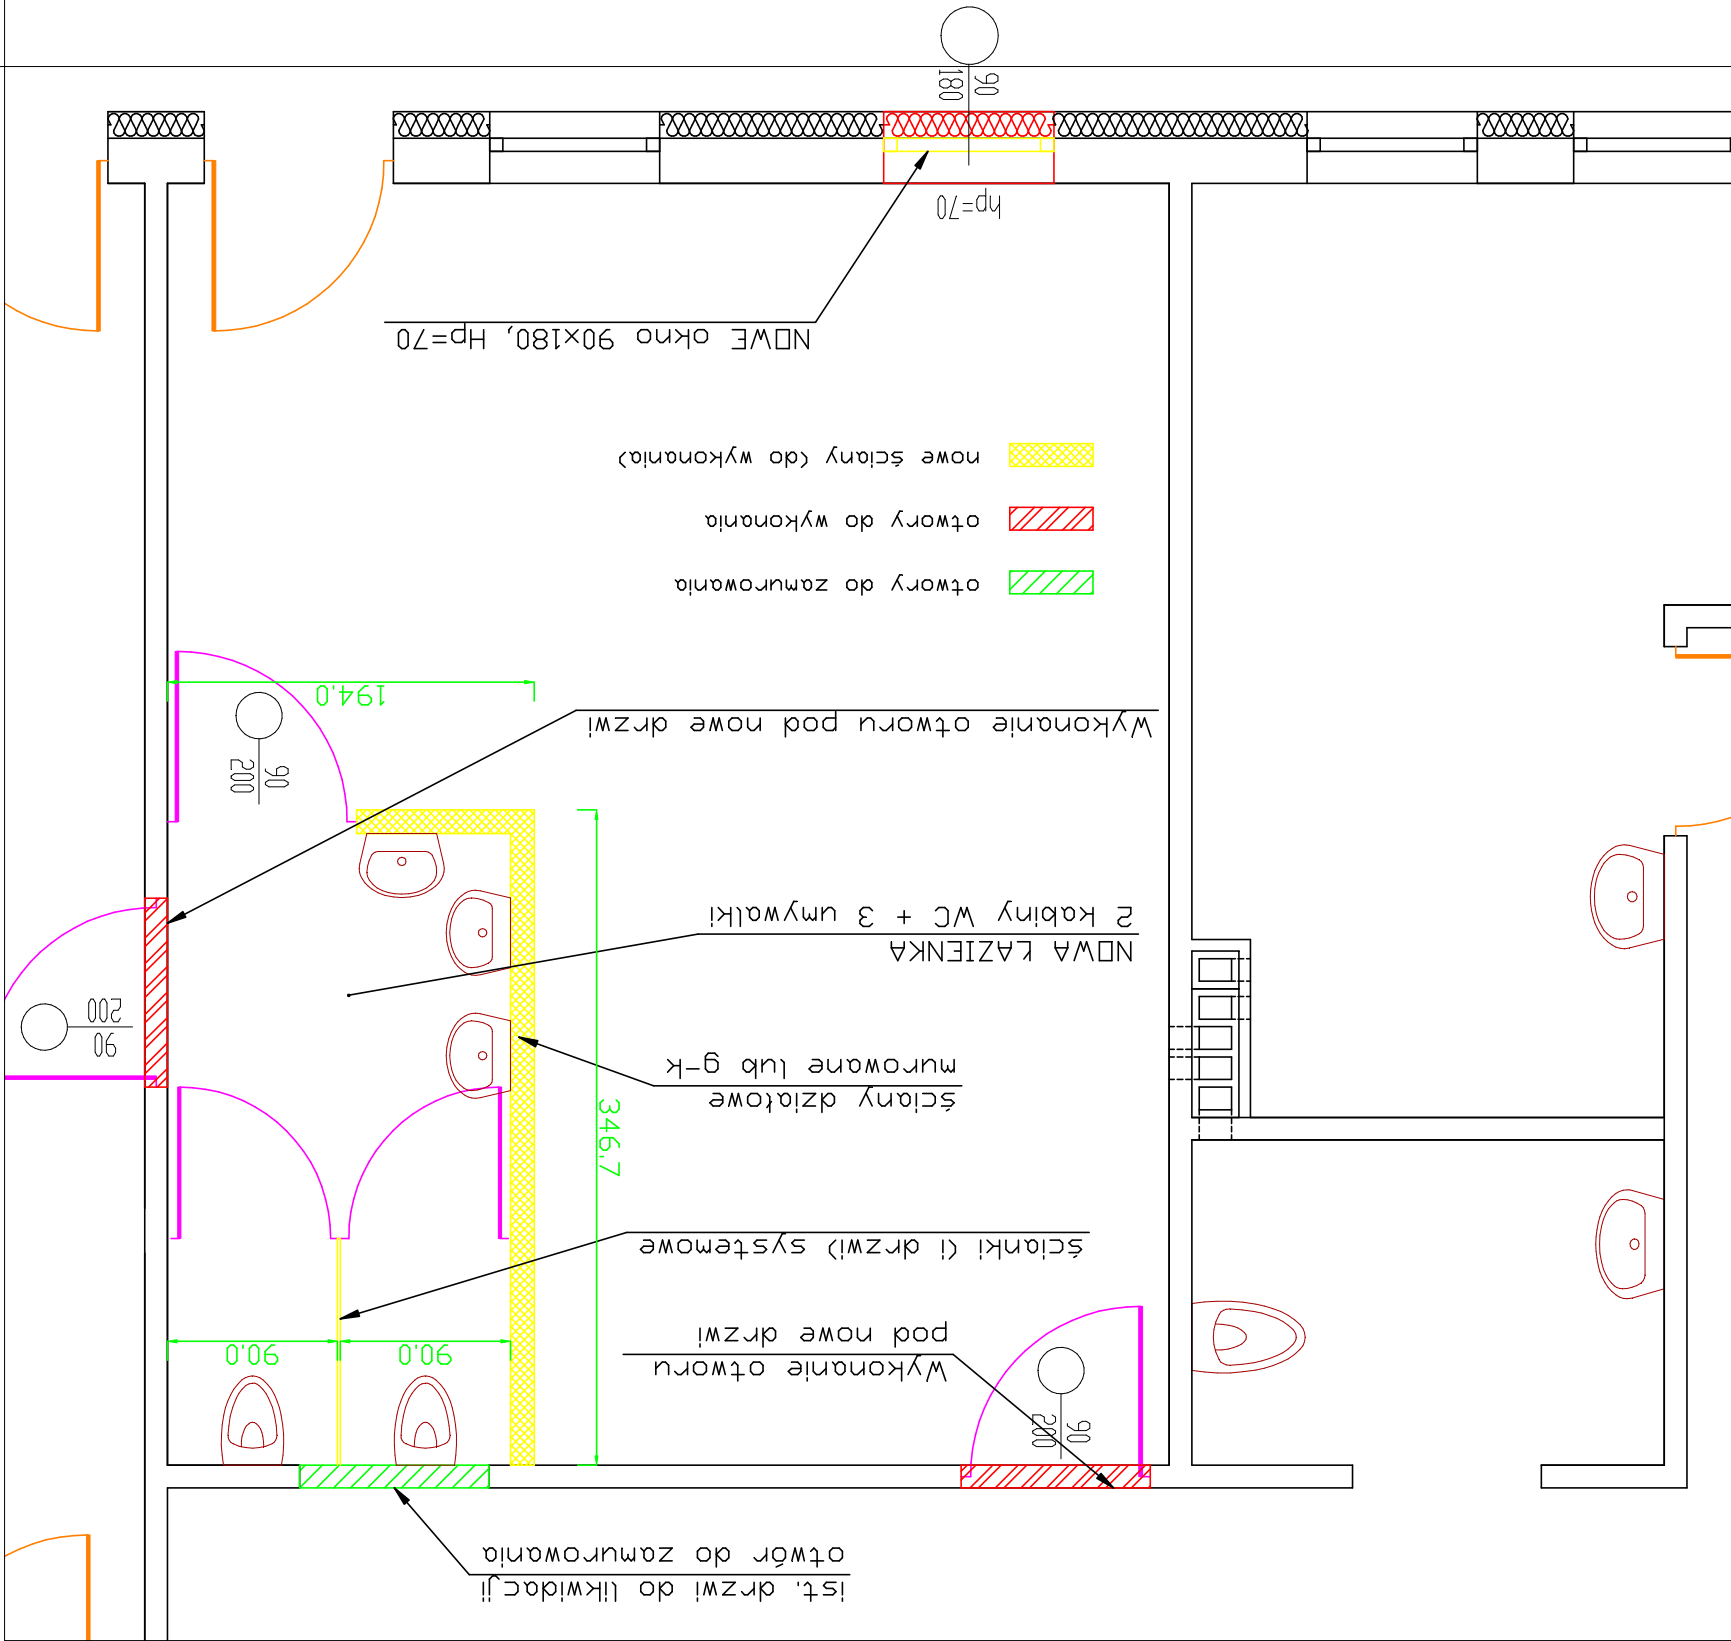 ist. drzwi do likwidacji
otwór do zamurowania
Wykonanie otworu
pod nowe drzwi
90
200
90.0
90.0
ścianki (i drzwi) systemowe
346.7
ściany działowe
murowane lub g-k
NOWA ŁAZIENKA
2 kabiny WC + 3 umywalki
90
200
Wykonanie otworu pod nowe drzwi
90
200
194.0
otwory do zamurowania
otwory do wykonania
nowe ściany (do wykonania)
NOWE okno 90x180, Hp=70
hp=70
90
180